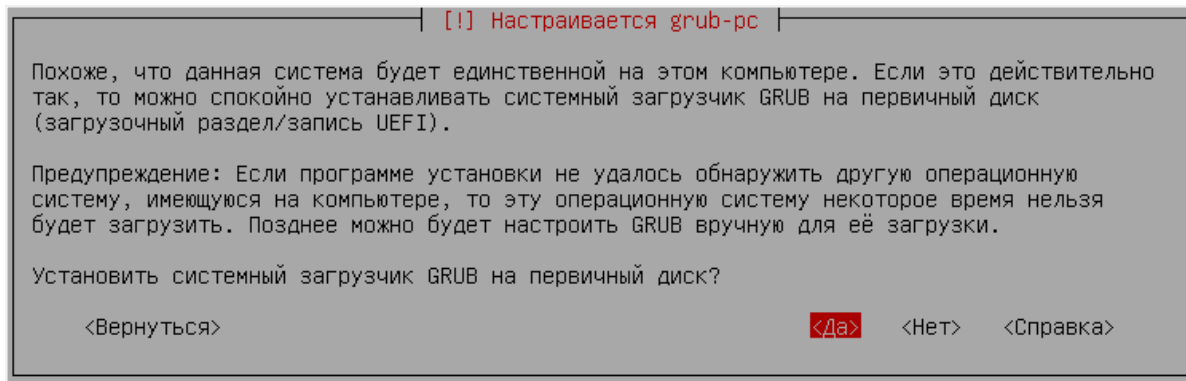 [!] Настраивается grub-pc
Похоже, что данная система будет единственной на этом компьютере. Если это действительно
так, то можно спокойно устанавливать системный загрузчик GRUB на первичный диск
(загрузочный раздел/запись UEFI).
Предупреждение: Если программе установки не удалось обнаружить другую операционную
систему, имеющуюся на компьютере, то эту операционную систему некоторое время нельзя
будет загрузить. Позднее можно будет настроить GRUB вручную для её загрузки.
Установить системный загрузчик GRUB на первичный диск?
<Вернуться> <Да> <Нет> <Справка>